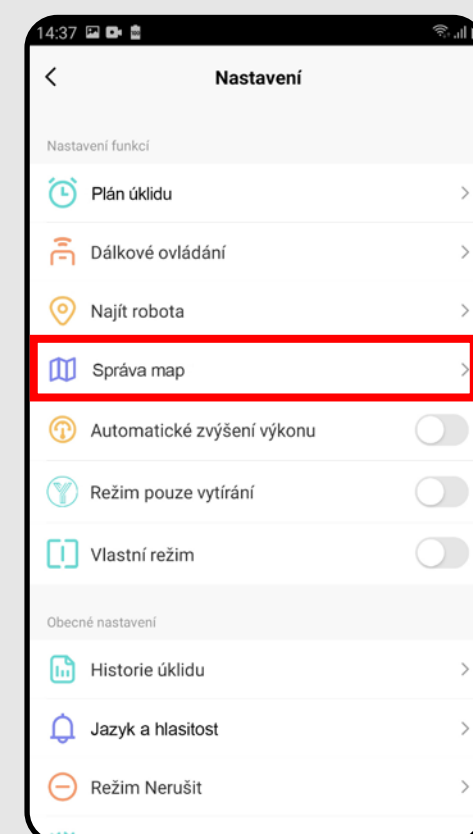 14:37
Nastavení
Nastavení funkcí
Plán úklidu
Dálkové ovládání
Najít robota
Správa map
Automatické zvýšení výkonu
Režim pouze vytírání
Vlastní režim
Obecné nastavení
Historie úklidu
Jazyk a hlasitost
Režim Nerušit